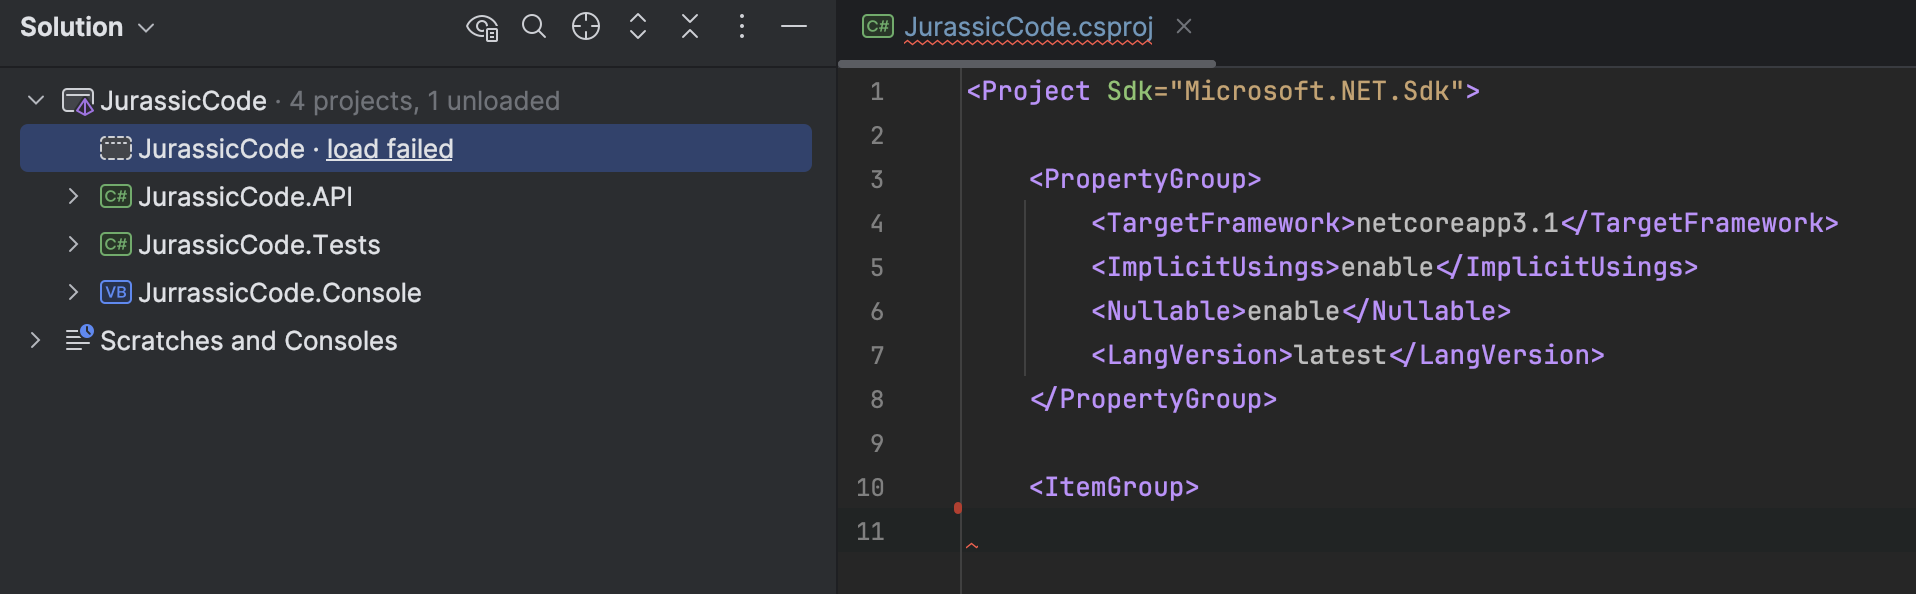 Solution
JurassicCode · 4 projects, 1 unloaded
JurassicCode · load failed
C# JurassicCode.API
C# JurassicCode.Tests
VB JurrassicCode.Console
Scratches and Consoles
C# JurassicCode.csproj
1 <Project Sdk="Microsoft.NET.Sdk">
2
3 <PropertyGroup>
4 <TargetFramework>netcoreapp3.1</TargetFramework>
5 <ImplicitUsings>enable</ImplicitUsings>
6 <Nullable>enable</Nullable>
7 <LangVersion>latest</LangVersion>
8 </PropertyGroup>
9
10 <ItemGroup>
11